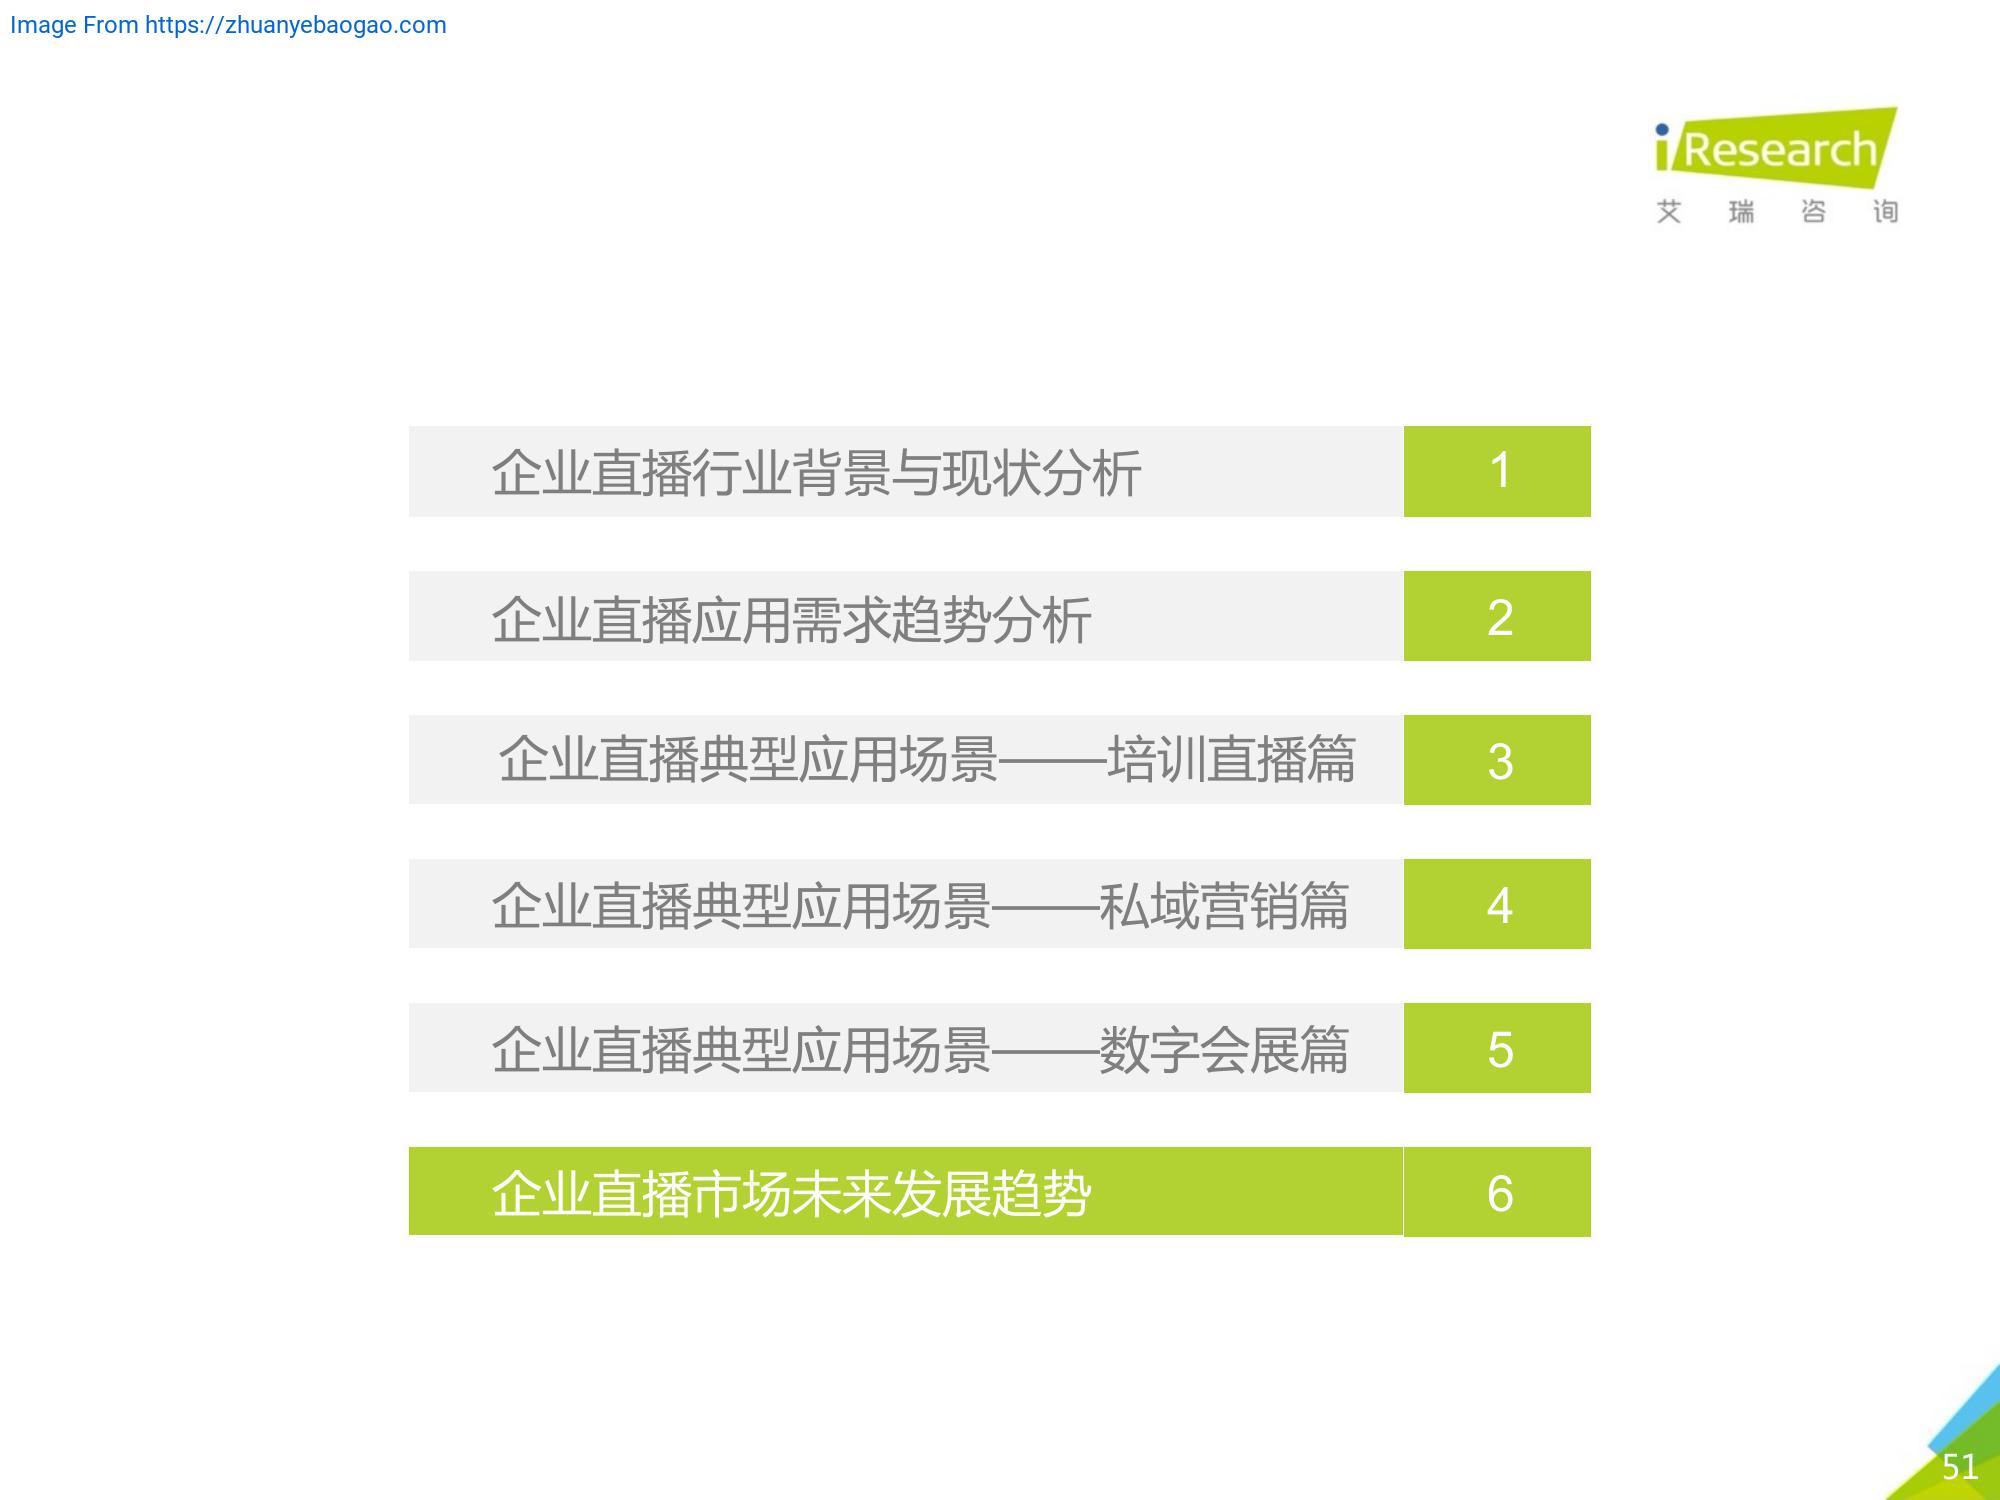 Image From https://zhuanyebaogao.com
iResearch
艾瑞咨询
企业直播行业背景与现状分析 1
企业直播应用需求趋势分析 2
企业直播典型应用场景——培训直播篇 3
企业直播典型应用场景——私域营销篇 4
企业直播典型应用场景——数字会展篇 5
企业直播市场未来发展趋势 6
51